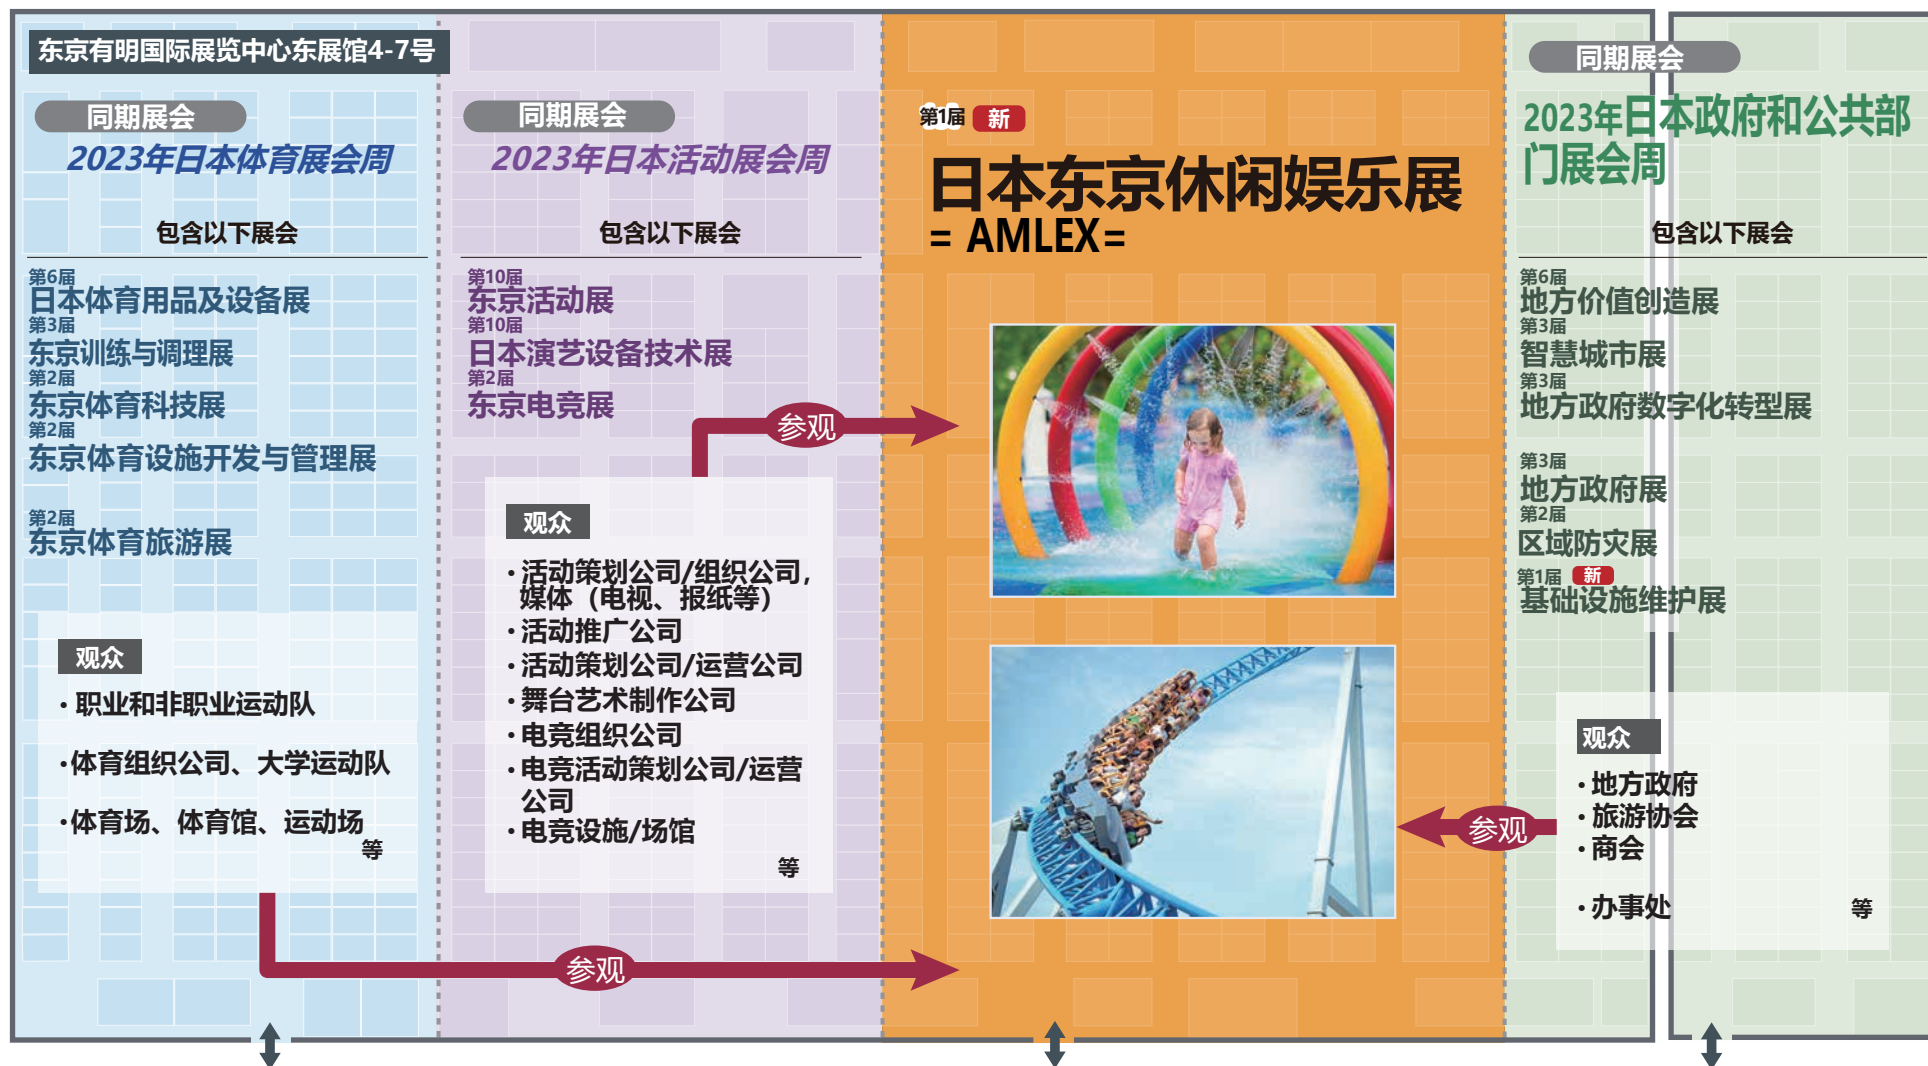 东京有明国际展览中心东展馆4-7号
同期展会
2023年日本体育展会周
包含以下展会
第6届
日本体育用品及设备展
第3届
东京训练与调理展
第2届
东京体育科技展
第2届
东京体育设施开发与管理展
第2届
东京体育旅游展
观众
· 职业和非职业运动队
·体育组织公司、大学运动队
·体育场、体育馆、运动场
等
参观
同期展会
2023年日本活动展会周
包含以下展会
第10届
东京活动展
第10届
日本演艺设备技术展
第2届
东京电竞展
参观
观众
· 活动策划公司/组织公司，
媒体（电视、报纸等）
· 活动推广公司
· 活动策划公司/运营公司
· 舞台艺术制作公司
· 电竞组织公司
· 电竞活动策划公司/运营
公司
· 电竞设施/场馆
等
第1届 新
日本东京休闲娱乐展
= AMLEX=
同期展会
2023年日本政府和公共部
门展会周
包含以下展会
第6届
地方价值创造展
第3届
智慧城市展
第3届
地方政府数字化转型展
第3届
地方政府展
第2届
区域防灾展
第1届 新
基础设施维护展
参观
观众
· 地方政府
· 旅游协会
· 商会
· 办事处
等